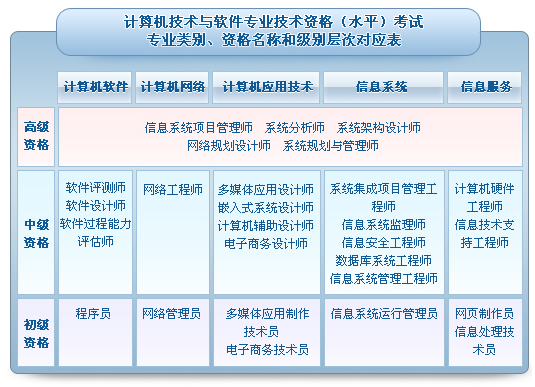 计算机技术与软件专业技术资格（水平）考试
专业类别、资格名称和级别层次对应表
计算机软件 计算机网络 计算机应用技术 信息系统 信息服务
高级
资格
信息系统项目管理师 系统分析师 系统架构设计师
网络规划设计师 系统规划与管理师
中级
资格
软件评测师
软件设计师
软件过程能力
评估师
网络工程师
多媒体应用设计师
嵌入式系统设计师
计算机辅助设计师
电子商务设计师
系统集成项目管理工
程师
信息系统监理师
信息安全工程师
数据库系统工程师
信息系统管理工程师
计算机硬件
工程师
信息技术支
持工程师
初级
资格
程序员
网络管理员
多媒体应用制作
技术员
电子商务技术员
信息系统运行管理员
网页制作员
信息处理技
术员